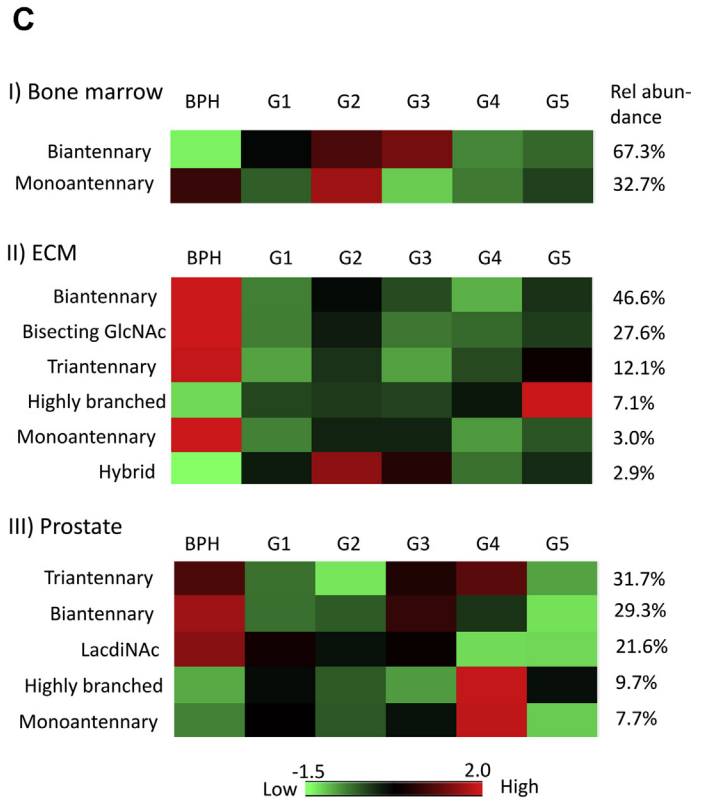 C
I) Bone marrow BPH G1 G2 G3 G4 G5 Rel abun-
dance
Biantennary 67.3%
Monoantennary 32.7%
II) ECM BPH G1 G2 G3 G4 G5
Biantennary 46.6%
Bisecting GlcNAc 27.6%
Triantennary 12.1%
Highly branched 7.1%
Monoantennary 3.0%
Hybrid 2.9%
III) Prostate
BPH G1 G2 G3 G4 G5
Triantennary 31.7%
Biantennary 29.3%
LacdiNAc 21.6%
Highly branched 9.7%
Monoantennary 7.7%
-1.5 2.0
Low High